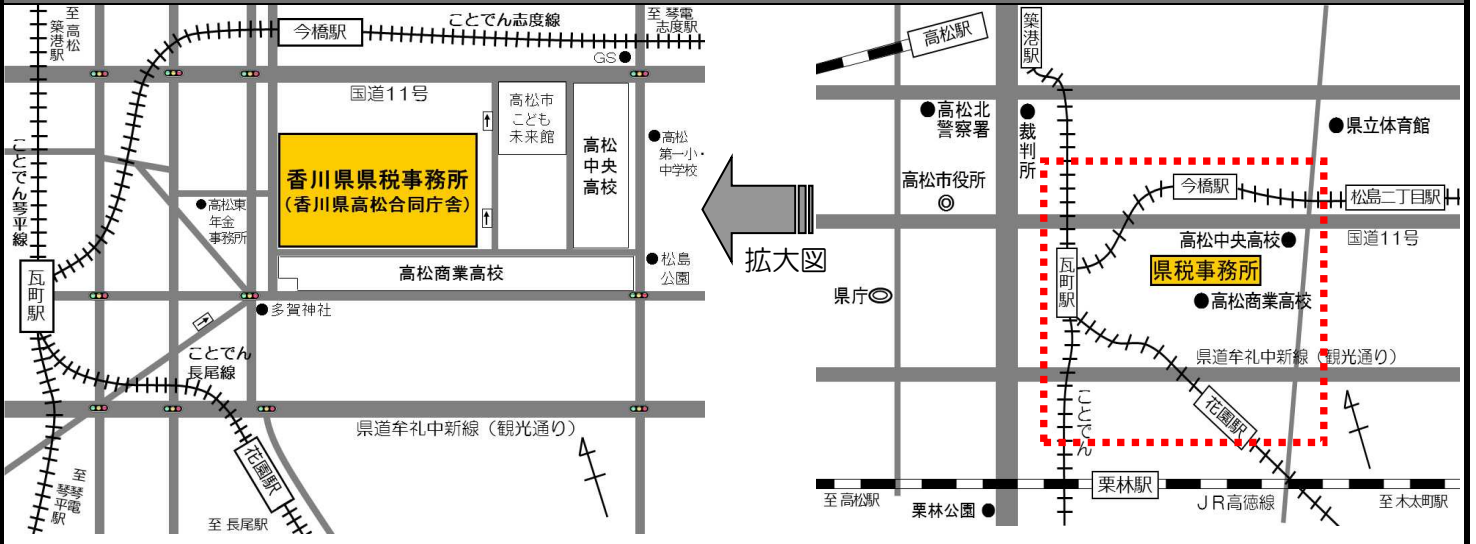 至 高松
築港駅
今橋駅
ことでん志度線
至 琴電
志度駅
GS
国道11号
高松市
こども
未来館
高松
中央
高校
高松
第一小・
中学校
香川県県税事務所
(香川県高松合同庁舎)
ことでん琴平線
高松東
年金
事務所
松島
公園
高松商業高校
瓦町駅
多賀神社
ことでん
長尾線
県道牟礼中新線（観光通り）
花園駅
至 琴電
琴平駅
至 長尾駅
拡大図
高松駅
築港駅
高松北
警察署
裁判所
県立体育館
高松市役所
今橋駅
松島二丁目駅
高松中央高校
国道11号
瓦町駅
県税事務所
県庁
高松商業高校
県道牟礼中新線（観光通り）
ことでん
花園駅
至 高松駅
栗林駅
栗林公園
JR高徳線
至 木太町駅